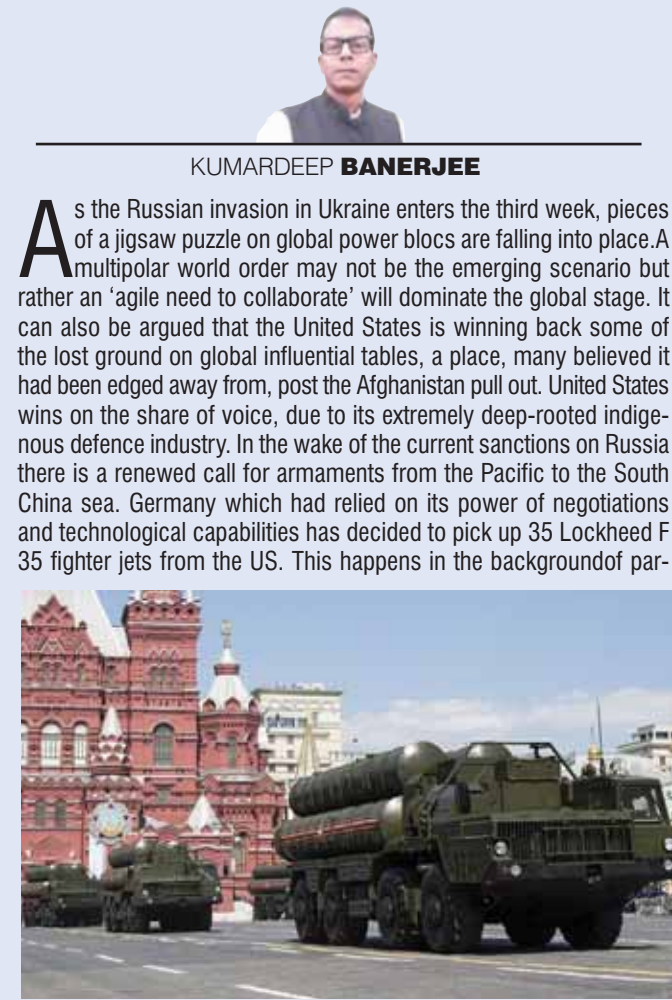 KUMARDEEP BANERJEE
As the Russian invasion in Ukraine enters the third week, pieces
of a jigsaw puzzle on global power blocs are falling into place.A
multipolar world order may not be the emerging scenario but
rather an ‘agile need to collaborate’ will dominate the global stage. It
can also be argued that the United States is winning back some of
the lost ground on global influential tables, a place, many believed it
had been edged away from, post the Afghanistan pull out. United States
wins on the share of voice, due to its extremely deep-rooted indige-
nous defence industry. In the wake of the current sanctions on Russia
there is a renewed call for armaments from the Pacific to the South
China sea. Germany which had relied on its power of negotiations
and technological capabilities has decided to pick up 35 Lockheed F
35 fighter jets from the US. This happens in the backgroundof par-